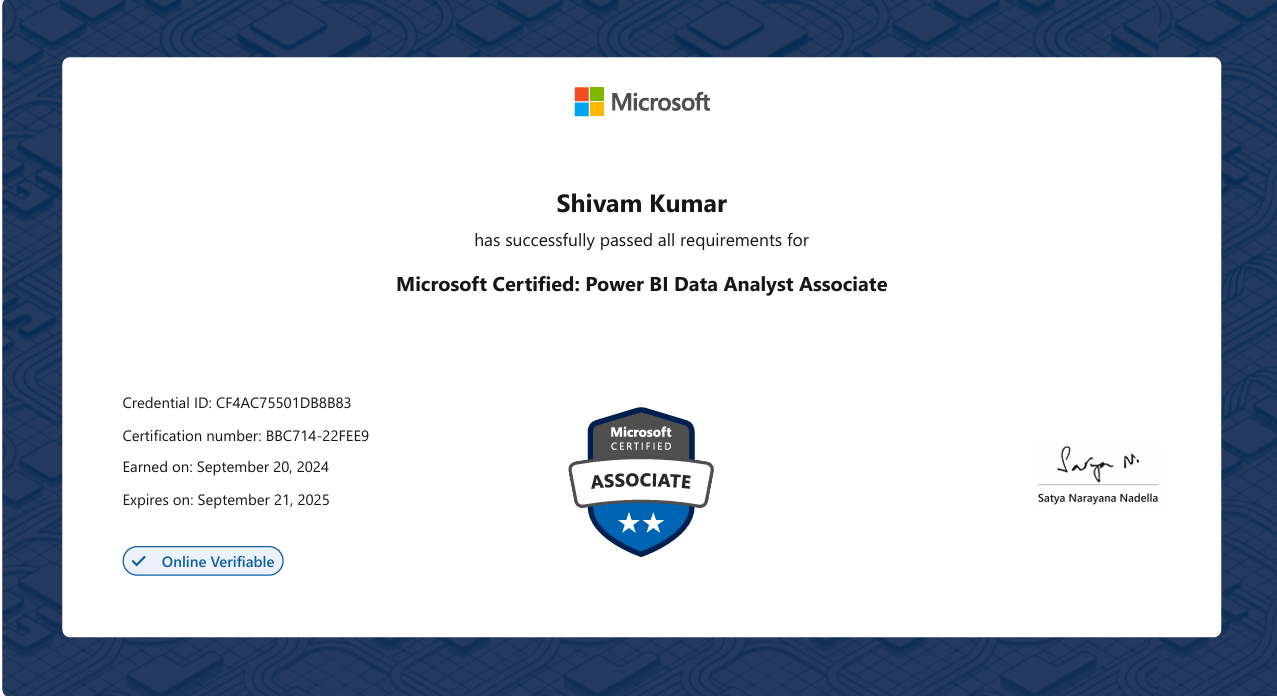 Microsoft
Shivam Kumar
has successfully passed all requirements for
Microsoft Certified: Power BI Data Analyst Associate
Credential ID: CF4AC75501DB8B83
Certification number: BBC714-22FEE9
Earned on: September 20, 2024
Expires on: September 21, 2025
Online Verifiable
Microsoft
CERTIFIED
ASSOCIATE
Satya N.
Satya Narayana Nadella